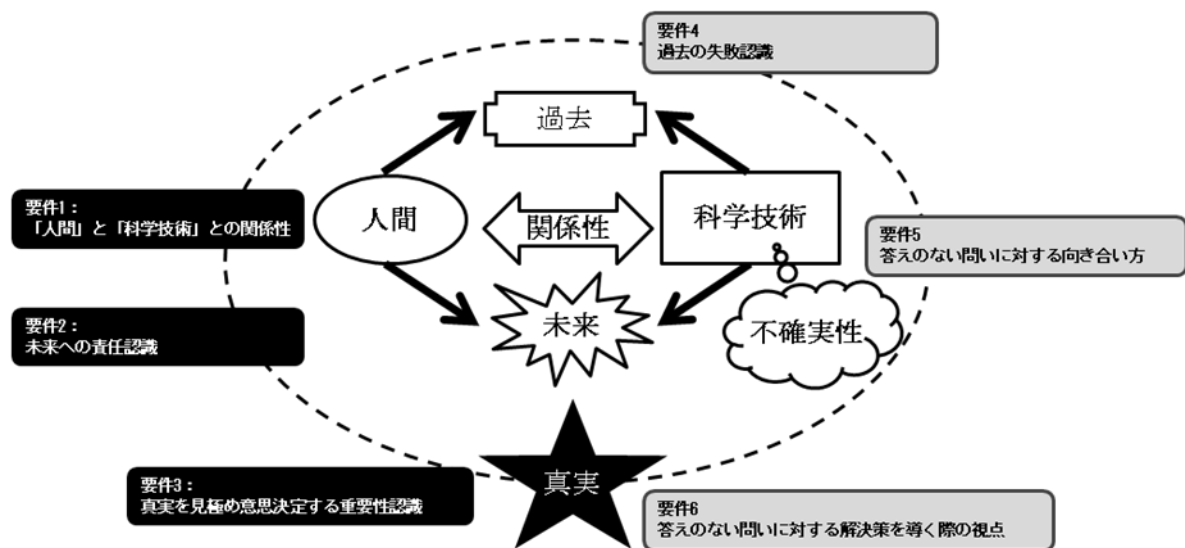 要件4
過去の失敗認識
過去
要件1：
「人間」と「科学技術」との関係性
人間
関係性
科学技術
要件5
答えのない問いに対する向き合い方
要件2：
未来への責任認識
未来
不確実性
要件3：
真実を見極め意思決定する重要性認識
真実
要件6
答えのない問いに対する解決策を導く際の視点